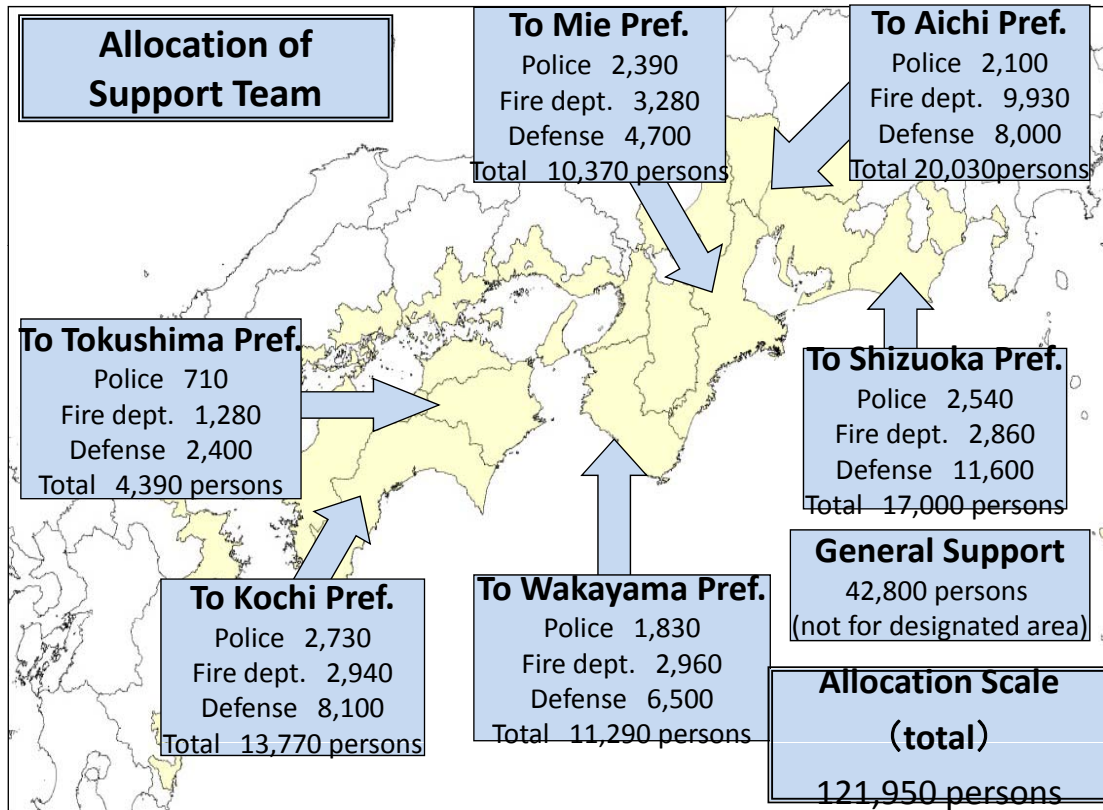 Allocation of
Support Team
To Mie Pref.
Police 2,390
Fire dept. 3,280
Defense 4,700
Total 10,370 persons
To Aichi Pref.
Police 2,100
Fire dept. 9,930
Defense 8,000
Total 20,030persons
To Tokushima Pref.
Police 710
Fire dept. 1,280
Defense 2,400
Total 4,390 persons
To Shizuoka Pref.
Police 2,540
Fire dept. 2,860
Defense 11,600
Total 17,000 persons
To Kochi Pref.
Police 2,730
Fire dept. 2,940
Defense 8,100
Total 13,770 persons
To Wakayama Pref.
Police 1,830
Fire dept. 2,960
Defense 6,500
Total 11,290 persons
General Support
42,800 persons
(not for designated area)
Allocation Scale
（total）
121,950 persons